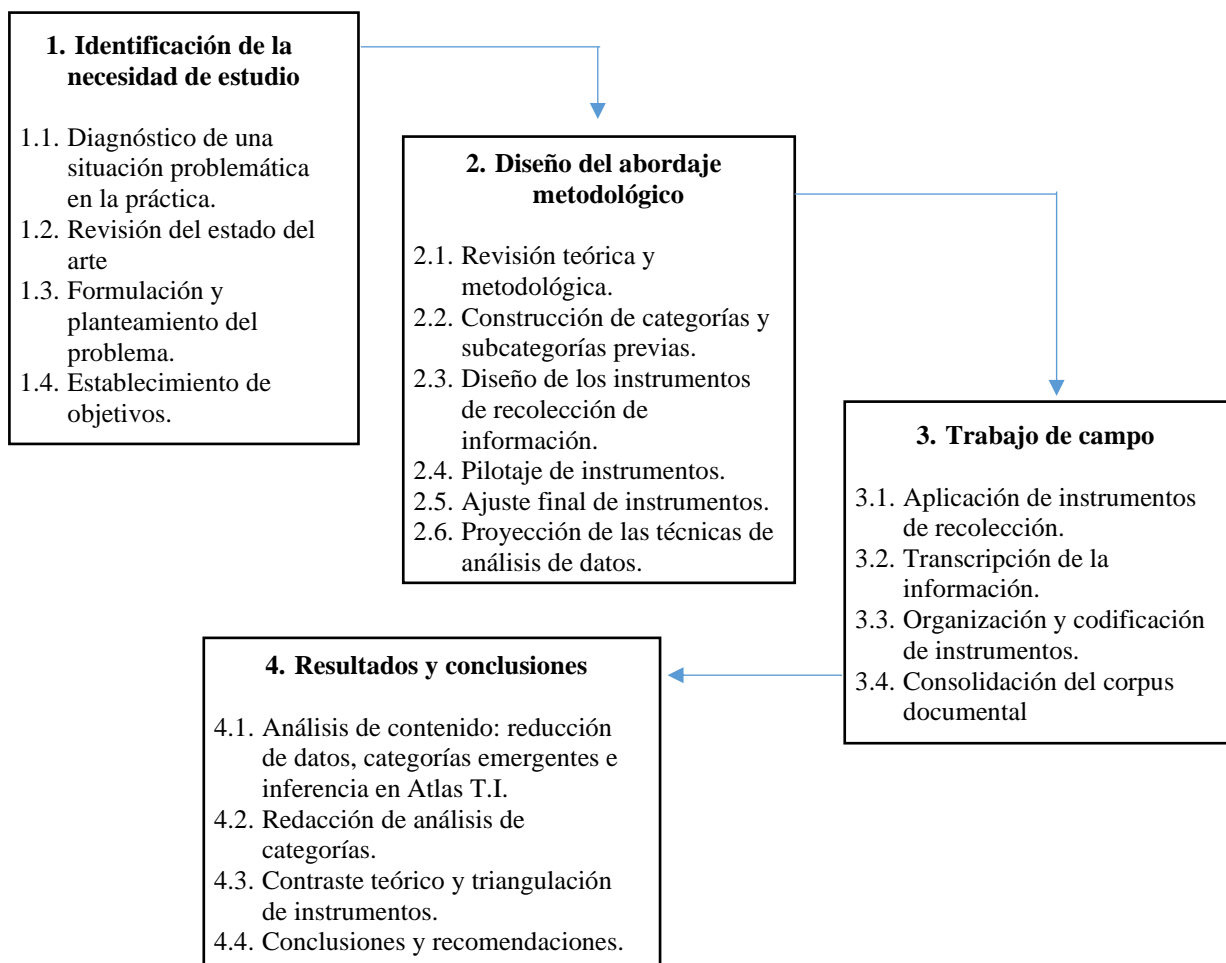 1. Identificación de la
necesidad de estudio
1.1. Diagnóstico de una
situación problemática
en la práctica.
1.2. Revisión del estado del
arte
1.3. Formulación y
planteamiento del
problema.
1.4. Establecimiento de
objetivos.
2. Diseño del abordaje
metodológico
2.1. Revisión teórica y
metodológica.
2.2. Construcción de categorías y
subcategorías previas.
2.3. Diseño de los instrumentos
de recolección de
información.
2.4. Pilotaje de instrumentos.
2.5. Ajuste final de instrumentos.
2.6. Proyección de las técnicas de
análisis de datos.
3. Trabajo de campo
3.1. Aplicación de instrumentos
de recolección.
3.2. Transcripción de la
información.
3.3. Organización y codificación
de instrumentos.
3.4. Consolidación del corpus
documental
4. Resultados y conclusiones
4.1. Análisis de contenido: reducción
de datos, categorías emergentes e
inferencia en Atlas T.I.
4.2. Redacción de análisis de
categorías.
4.3. Contraste teórico y triangulación
de instrumentos.
4.4. Conclusiones y recomendaciones.